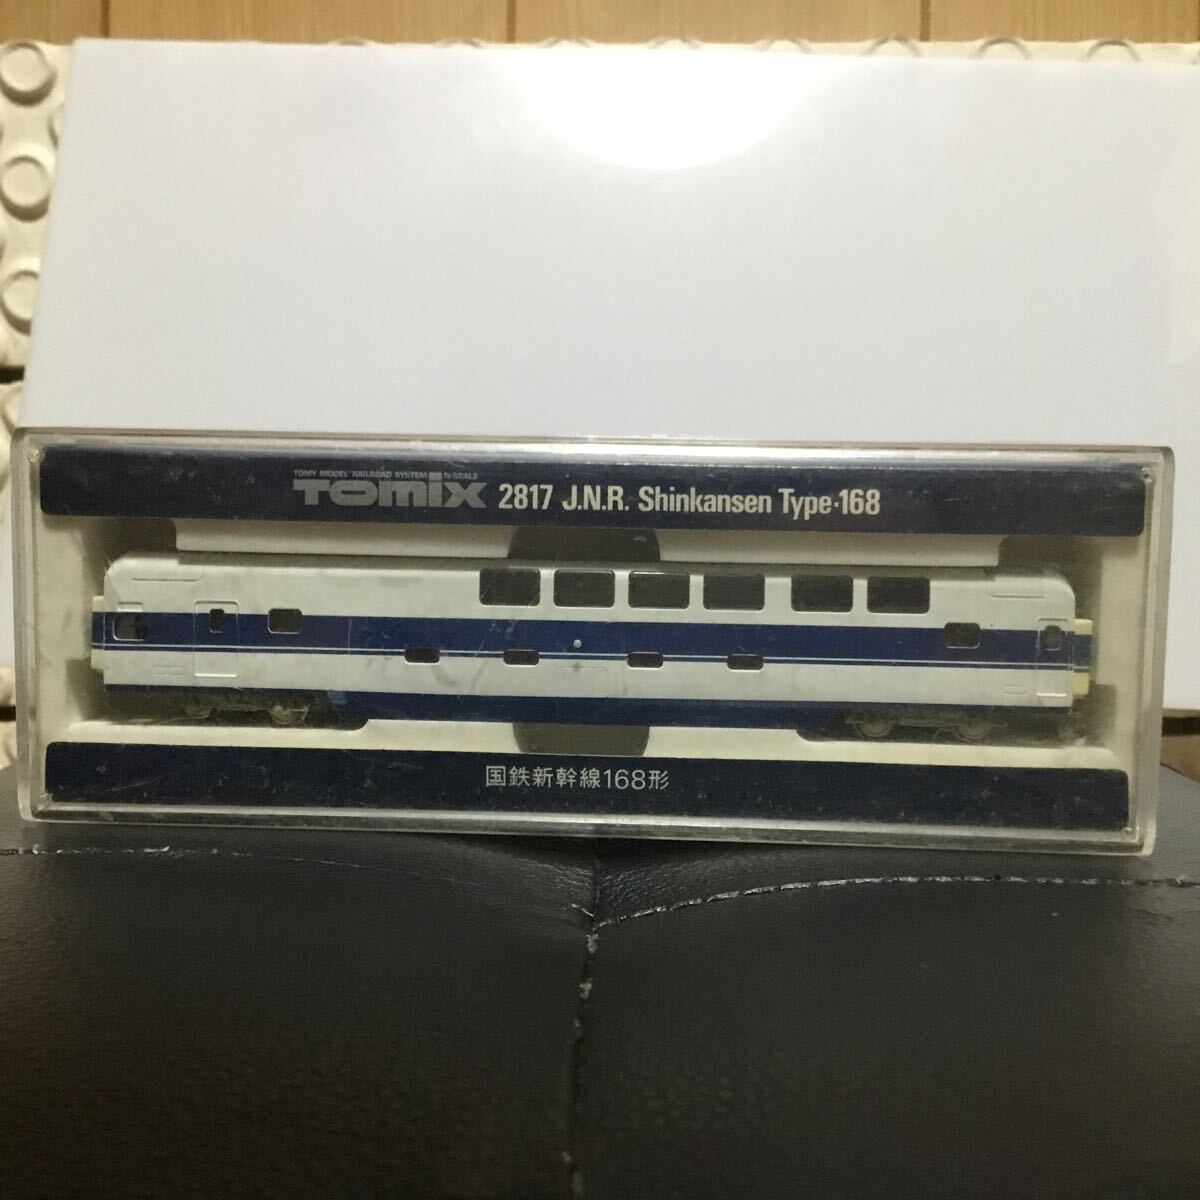 TOMY MODEL RAILROAD SYSTEM N-SCALE
TOMIX 2817 J.N.R. Shinkansen Type·168
国鉄新幹線168形